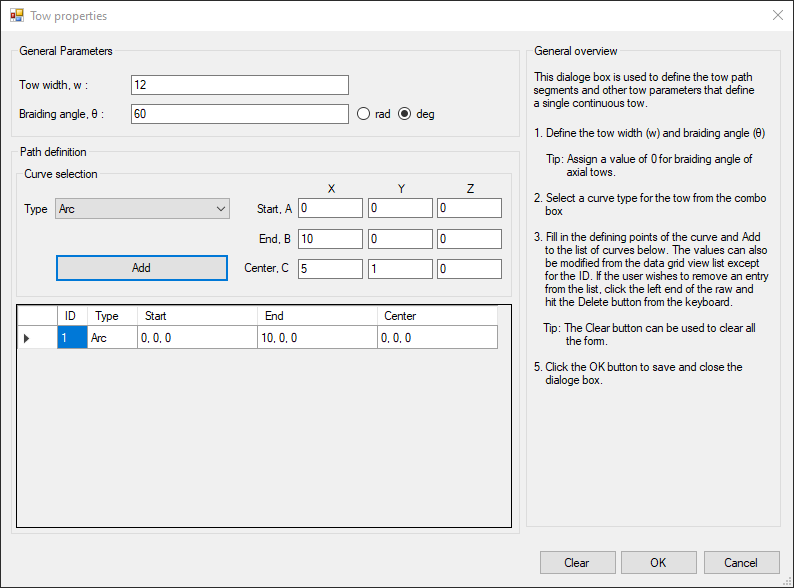 Tow properties
General Parameters
Tow width, w :
12
Braiding angle, θ :
60
rad
deg
Path definition
Curve selection
X Y Z
Type
Arc
Start, A
0
0
0
End, B
10
0
0
Add
Center, C
5
1
0
ID Type Start End Center
1 Arc 0, 0, 0 10, 0, 0 0, 0, 0
General overview
This dialoge box is used to define the tow path
segments and other tow parameters that define
a single continuous tow.
1. Define the tow width (w) and braiding angle (θ)
Tip: Assign a value of 0 for braiding angle of
axial tows.
2. Select a curve type for the tow from the combo
box
3. Fill in the defining points of the curve and Add
to the list of curves below. The values can also
be modified from the data grid view list except
for the ID. If the user wishes to remove an entry
from the list, click the left end of the raw and
hit the Delete button from the keyboard.
Tip: The Clear button can be used to clear all
the form.
5. Click the OK button to save and close the
dialoge box.
Clear
OK
Cancel